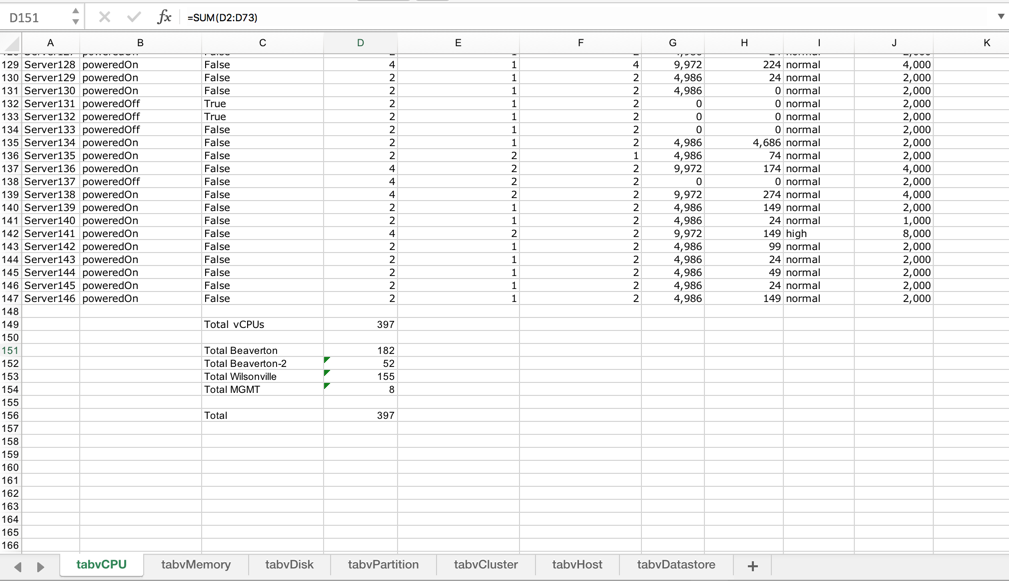 D151 fx =SUM(D2:D73)
A B C D E F G H I J K
129 Server128 poweredOn False 4 1 4 9,972 224 normal 4,000
130 Server129 poweredOn False 2 1 2 4,986 24 normal 2,000
131 Server130 poweredOn False 2 1 2 4,986 0 normal 2,000
132 Server131 poweredOff True 2 1 2 0 0 normal 2,000
133 Server132 poweredOff True 2 1 2 0 0 normal 2,000
134 Server133 poweredOff False 2 1 2 0 0 normal 2,000
135 Server134 poweredOn False 2 1 2 4,986 4,686 normal 2,000
136 Server135 poweredOn False 2 2 1 4,986 74 normal 2,000
137 Server136 poweredOn False 4 2 2 9,972 174 normal 4,000
138 Server137 poweredOff False 4 2 2 0 0 normal 2,000
139 Server138 poweredOn False 4 2 2 9,972 274 normal 4,000
140 Server139 poweredOn False 2 1 2 4,986 149 normal 2,000
141 Server140 poweredOn False 2 1 2 4,986 24 normal 1,000
142 Server141 poweredOn False 4 2 2 9,972 149 high 8,000
143 Server142 poweredOn False 2 1 2 4,986 99 normal 2,000
144 Server143 poweredOn False 2 1 2 4,986 24 normal 2,000
145 Server144 poweredOn False 2 1 2 4,986 49 normal 2,000
146 Server145 poweredOn False 2 1 2 4,986 24 normal 2,000
147 Server146 poweredOn False 2 1 2 4,986 149 normal 2,000
148
149 Total vCPUs 397
150
151 Total Beaverton 182
152 Total Beaverton-2 52
153 Total Wilsonville 155
154 Total MGMT 8
155
156 Total 397
157
158
159
160
161
162
163
164
165
166
tabvCPU tabvMemory tabvDisk tabvPartition tabvCluster tabvHost tabvDatastore +